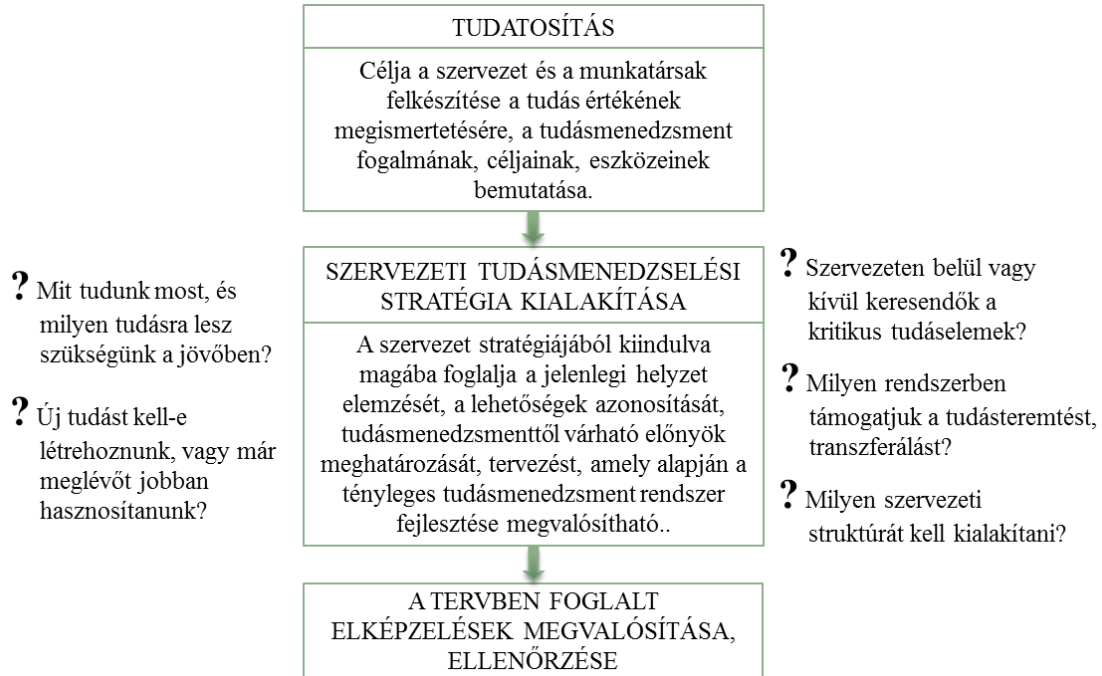 TUDATOSÍTÁS
Célja a szervezet és a munkatársak
felkészítése a tudás értékének
megismertetésére, a tudásmenedzsment
fogalmának, céljainak, eszközeinek
bemutatása.
? Mit tudunk most, és
milyen tudásra lesz
szükségünk a jövőben?
? Új tudást kell-e
létrehoznunk, vagy már
meglévőt jobban
hasznosítanunk?
SZERVEZETI TUDÁSMENEDZSELÉSI
STRATÉGIA KIALAKÍTÁSA
A szervezet stratégiájából kiindulva
magába foglalja a jelenlegi helyzet
elemzését, a lehetőségek azonosítását,
tudásmenedzsmenttől várható előnyök
meghatározását, tervezést, amely alapján a
tényleges tudásmenedzsment rendszer
fejlesztése megvalósítható..
? Szervezeten belül vagy
kívül keresendők a
kritikus tudáselemek?
? Milyen rendszerben
támogatjuk a tudásteremtést,
transzferálást?
? Milyen szervezeti
struktúrát kell kialakítani?
A TERVBEN FOGLALT
ELKÉPZELÉSEK MEGVALÓSÍTÁSA,
ELLENŐRZÉSE